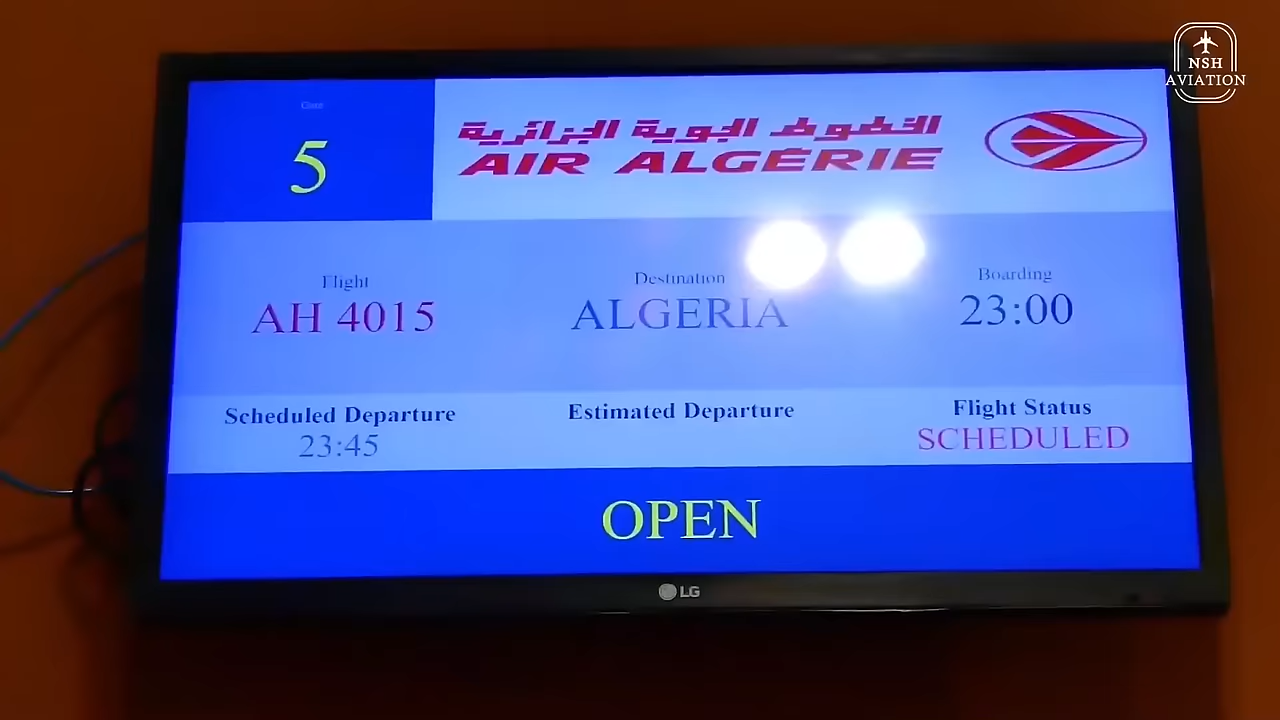 Gate
5
الخطوط الجوية الجزائرية
AIR ALGÉRIE
Flight
AH 4015
Destination
ALGERIA
Boarding
23:00
Scheduled Departure
23:45
Estimated Departure
Flight Status
SCHEDULED
OPEN
LG
NSH
AVIATION